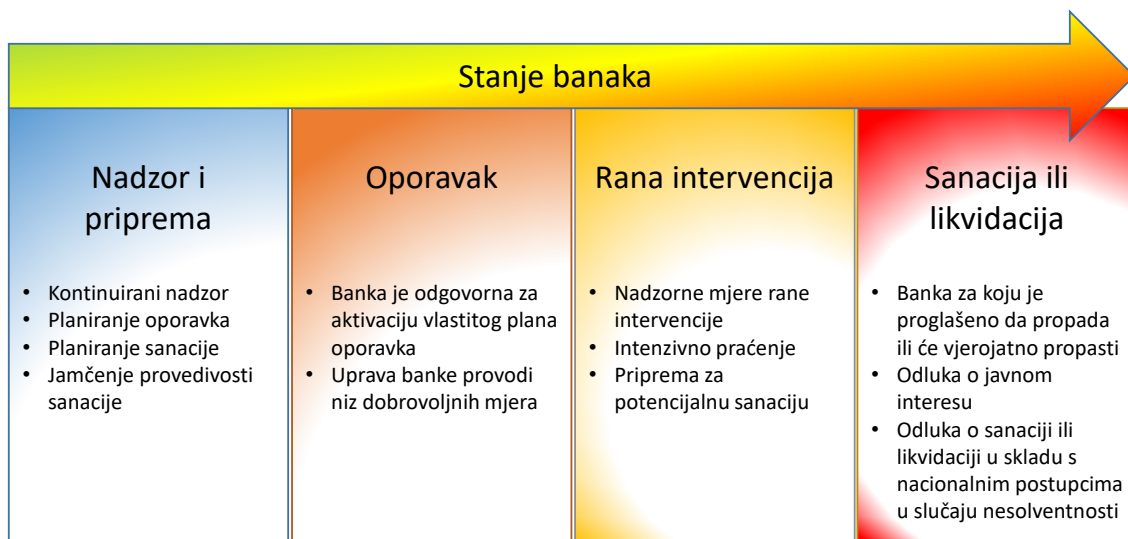 Stanje banaka
Nadzor i
priprema
• Kontinuirani nadzor
• Planiranje oporavka
• Planiranje sanacije
• Jamčenje provedivosti
sanacije
Oporavak
• Banka je odgovorna za
aktivaciju vlastitog plana
oporavka
• Uprava banke provodi
niz dobrovoljnih mjera
Rana intervencija
• Nadzorne mjere rane
intervencije
• Intenzivno praćenje
• Priprema za
potencijalnu sanaciju
Sanacija ili
likvidacija
• Banka za koju je
proglašeno da propada
ili će vjerojatno propasti
• Odluka o javnom
interesu
• Odluka o sanaciji ili
likvidaciji u skladu s
nacionalnim postupcima
u slučaju nesolventnosti